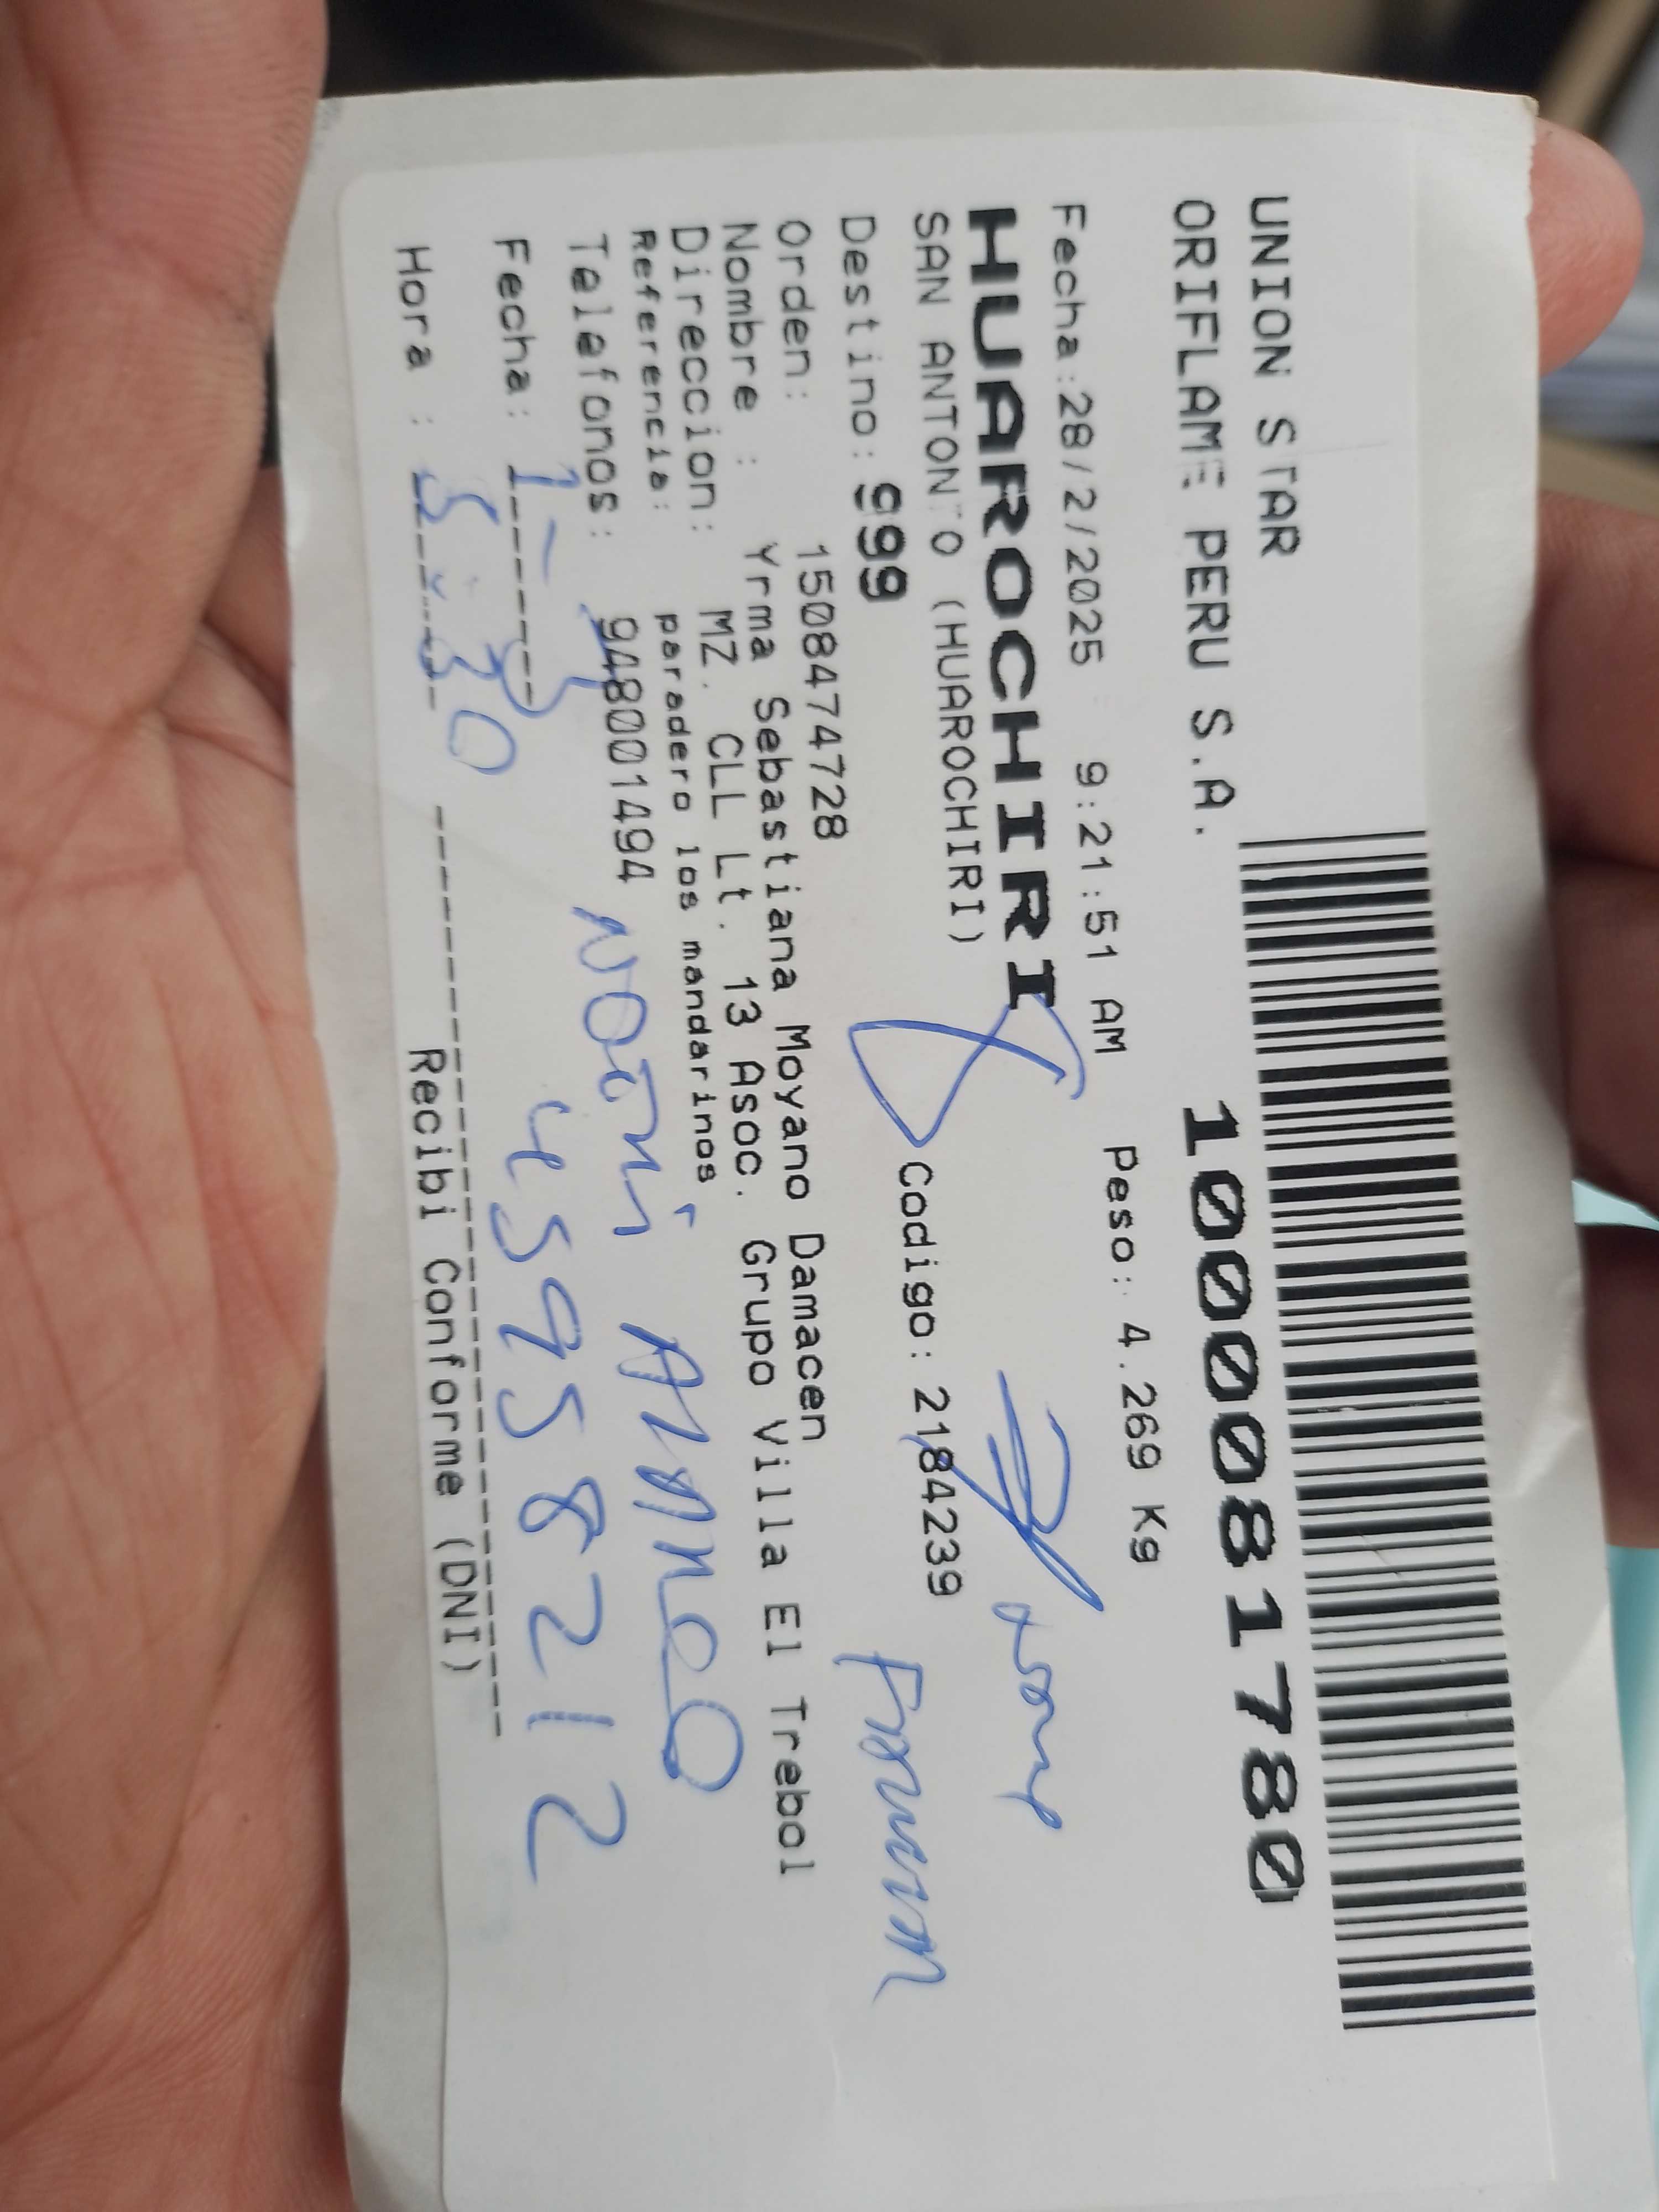 UNION STAR
ORIFLAME PERU S.A.
1000081780
Fecha:28/2/2025 9:21:51 AM Peso: 4.269 Kg
HUAROCHIRI
SAN ANTONIO (HUAROCHIRI)
Destino: 999 Codigo: 2184239
Orden: 1508474728
Nombre : Yrma Sebastiana Moyano Damacen
Direccion: MZ. CLL Lt. 13 Asoc. Grupo Villa El Trebol
Referencia: paradero los mandarinos
Telefonos: 948001494
Fecha: 1-3
45958212
Hora : 5:30
Recibi Conforme (DNI)